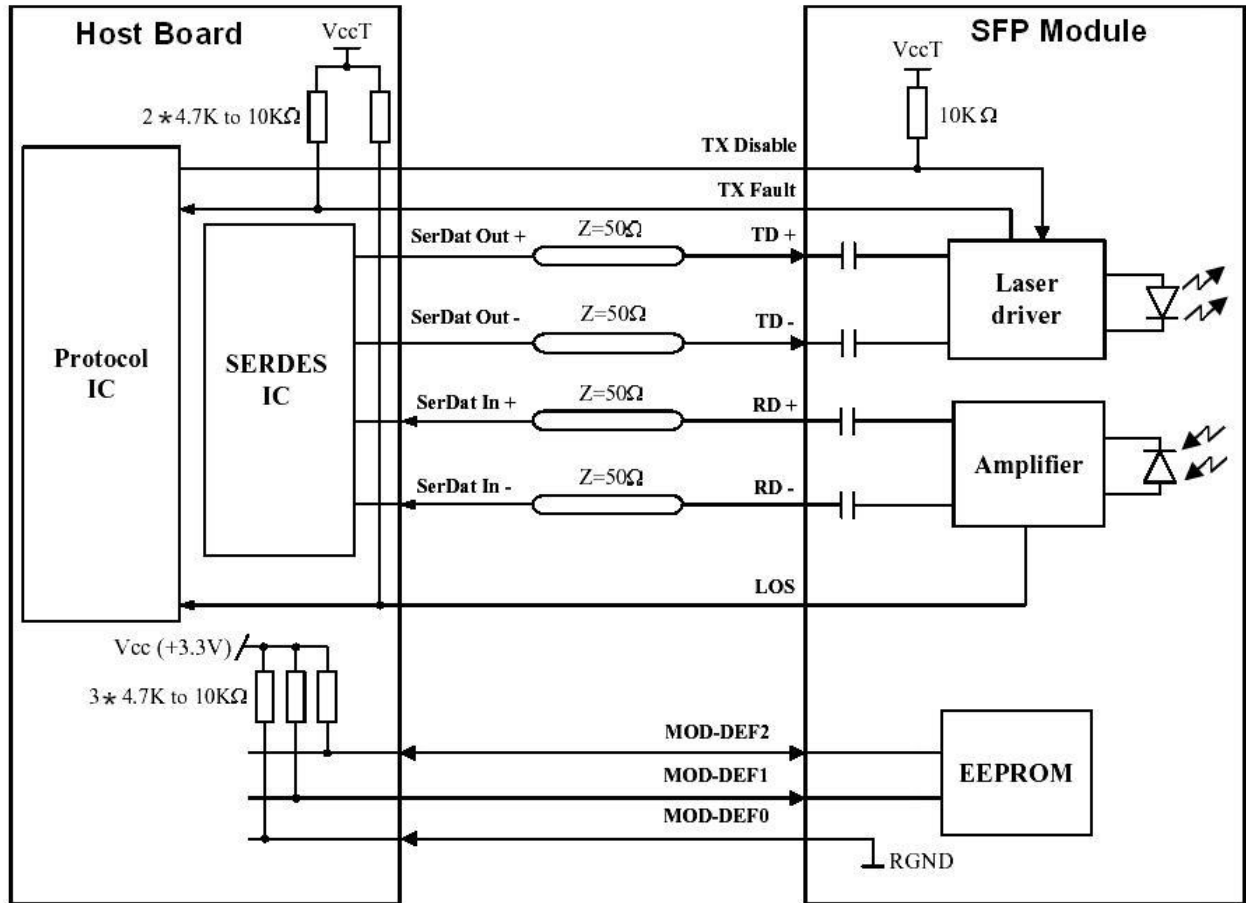 Host Board
SFP Module
VccT
VccT
2 * 4.7K to 10KΩ
10K Ω
TX Disable
TX Fault
SerDat Out +
Z=50Ω
TD +
Laser
driver
SerDat Out -
Z=50Ω
TD -
Protocol
IC
SERDES
IC
SerDat In +
Z=50Ω
RD +
Amplifier
SerDat In -
Z=50Ω
RD -
LOS
Vcc (+3.3V)
3 * 4.7K to 10KΩ
MOD-DEF2
EEPROM
MOD-DEF1
MOD-DEF0
RGND